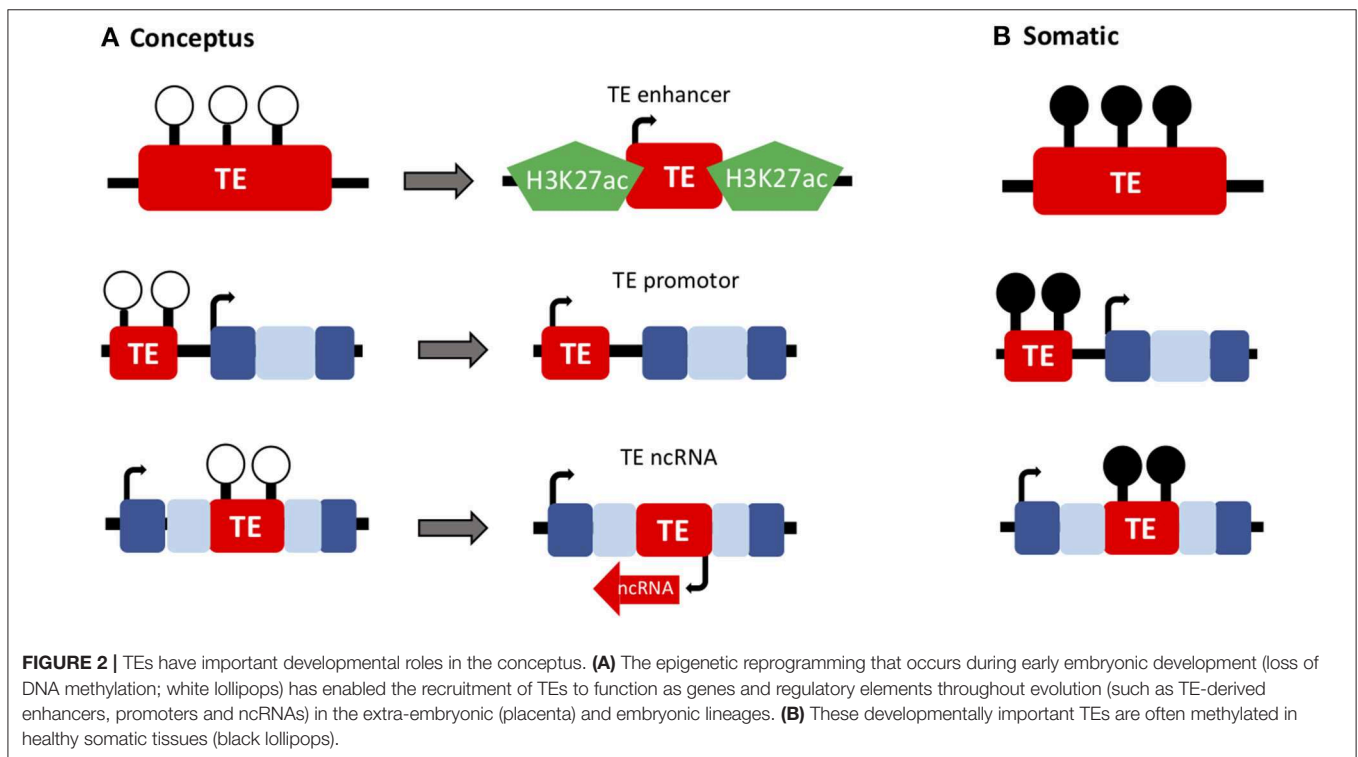 A Conceptus
B Somatic
TE
TE enhancer
H3K27ac
TE
H3K27ac
TE
TE
TE promotor
TE
TE
TE
TE ncRNA
TE
ncRNA
TE
FIGURE 2 | TEs have important developmental roles in the conceptus. (A) The epigenetic reprogramming that occurs during early embryonic development (loss of
DNA methylation; white lollipops) has enabled the recruitment of TEs to function as genes and regulatory elements throughout evolution (such as TE-derived
enhancers, promoters and ncRNAs) in the extra-embryonic (placenta) and embryonic lineages. (B) These developmentally important TEs are often methylated in
healthy somatic tissues (black lollipops).